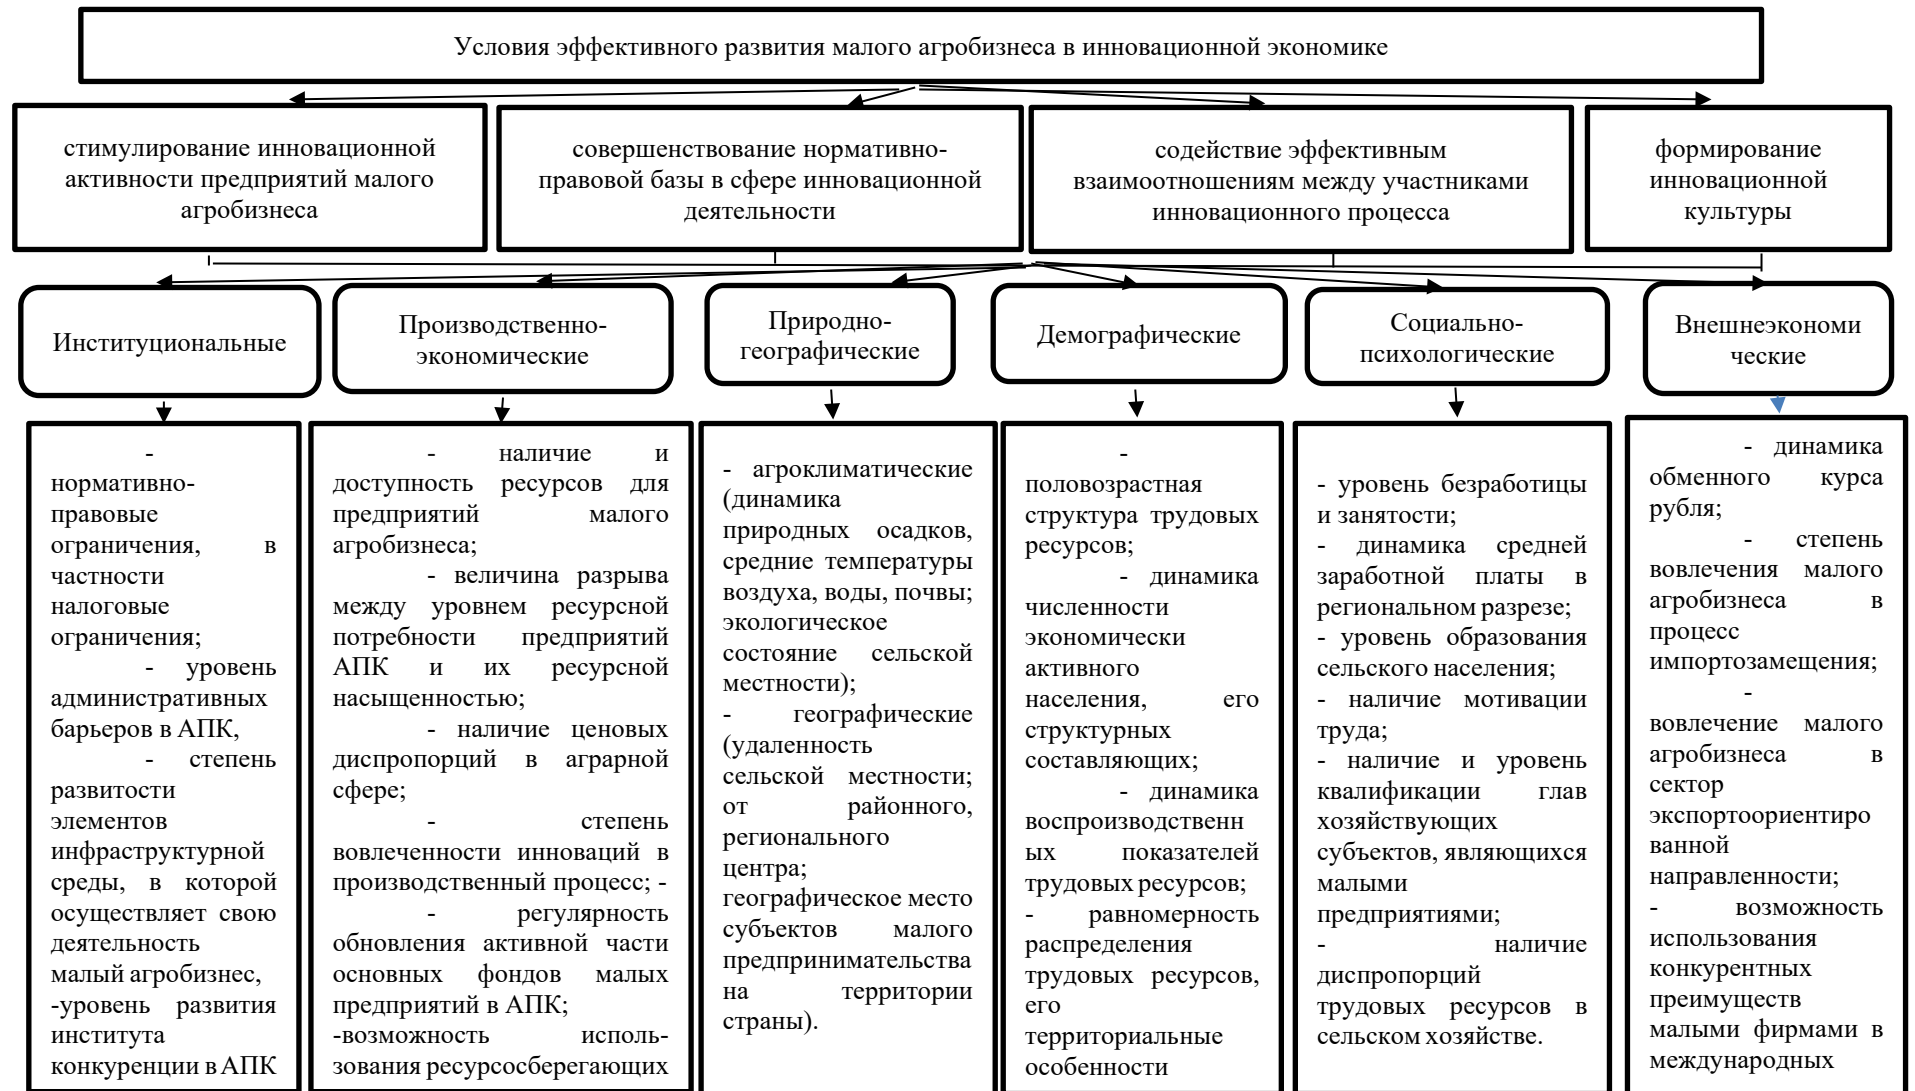 Условия эффективного развития малого агробизнеса в инновационной экономике
стимулирование инновационной
активности предприятий малого
агробизнеса
совершенствование нормативно-
правовой базы в сфере инновационной
деятельности
содействие эффективным
взаимоотношениям между участниками
инновационного процесса
формирование
инновационной
культуры
Институциональные
Производственно-
экономические
Природно-
географические
Демографические
Социально-
психологические
Внешнеэкономи
ческие
-
нормативно-
правовые
ограничения, в
частности
налоговые
ограничения;
- уровень
административных
барьеров в АПК,
- степень
развитости
элементов
инфраструктурной
среды, в которой
осуществляет свою
деятельность
малый агробизнес,
-уровень развития
института
конкуренции в АПК
- наличие и
доступность ресурсов для
предприятий малого
агробизнеса;
- величина разрыва
между уровнем ресурсной
потребности предприятий
АПК и их ресурсной
насыщенностью;
- наличие ценовых
диспропорций в аграрной
сфере;
- степень
вовлеченности инноваций в
производственный процесс; -
- регулярность
обновления активной части
основных фондов малых
предприятий в АПК;
-возможность исполь-
зования ресурсосберегающих
- агроклиматические
(динамика
природных осадков,
средние температуры
воздуха, воды, почвы;
экологическое
состояние сельской
местности);
- географические
(удаленность
сельской местности;
от районного,
регионального
центра;
географическое место
субъектов малого
предпринимательства
на территории
страны).
-
половозрастная
структура трудовых
ресурсов;
- динамика
численности
экономически
активного
населения, его
структурных
составляющих;
- динамика
воспроизводственн
ых показателей
трудовых ресурсов;
- равномерность
распределения
трудовых ресурсов,
его
территориальные
особенности
- уровень безработицы
и занятости;
- динамика средней
заработной платы в
региональном разрезе;
- уровень образования
сельского населения;
- наличие мотивации
труда;
- наличие и уровень
квалификации глав
хозяйствующих
субъектов, являющихся
малыми
предприятиями;
- наличие
диспропорций
трудовых ресурсов в
сельском хозяйстве.
- динамика
обменного курса
рубля;
- степень
вовлечения малого
агробизнеса в
процесс
импортозамещения;
-
вовлечение малого
агробизнеса в
сектор
экспортоориентиро
ванной
направленности;
- возможность
использования
конкурентных
преимуществ
малыми фирмами в
международных